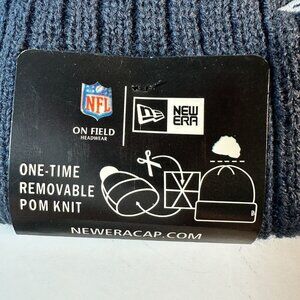 NFL
ON FIELD
HEADWEAR
NEW
ERA
ONE-TIME
REMOVABLE
POM KNIT
NEWERACAP.COM